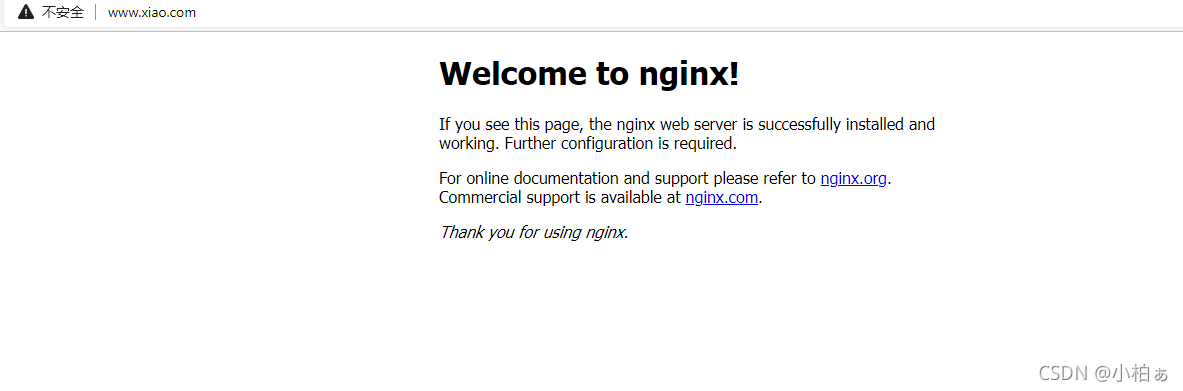 不安全 www.xiao.com
Welcome to nginx!
If you see this page, the nginx web server is successfully installed and
working. Further configuration is required.
For online documentation and support please refer to nginx.org.
Commercial support is available at nginx.com.
Thank you for using nginx.
CSDN @小柏ぁ